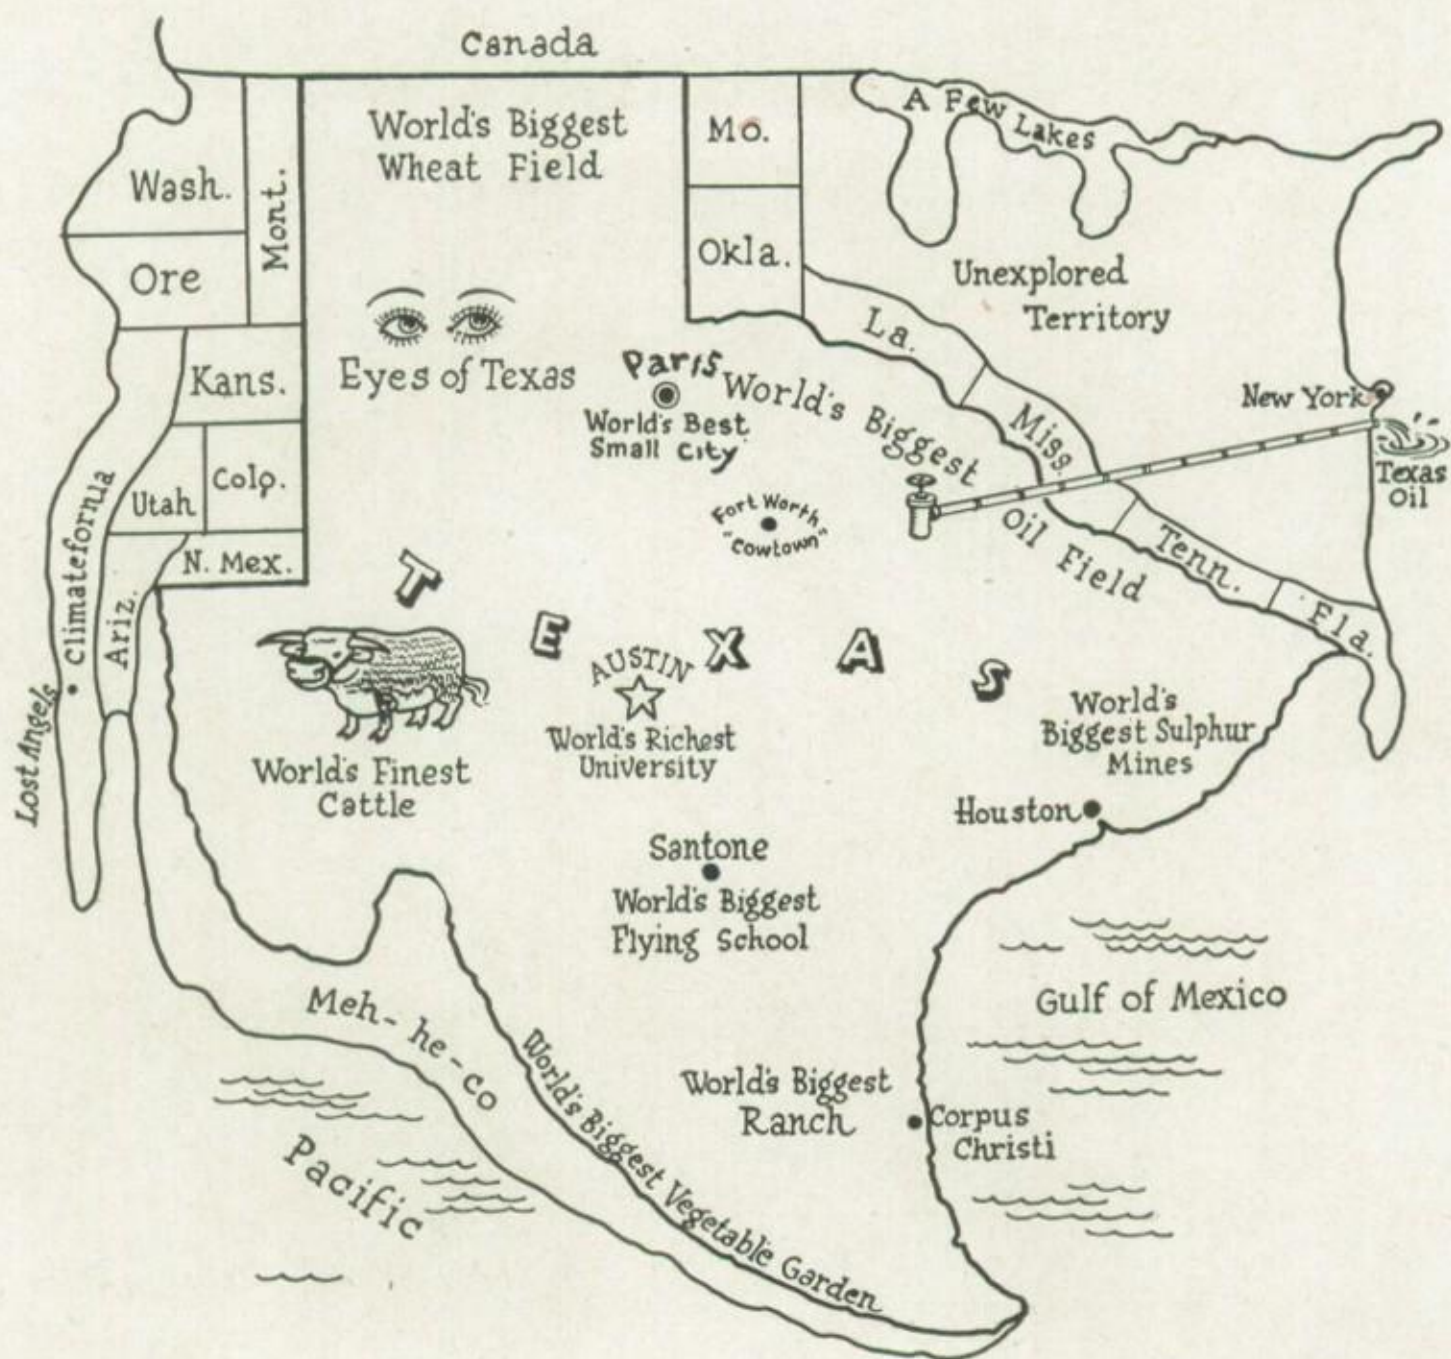 Canada
World's Biggest
Wheat Field
Mo.
A Few Lakes
Wash.
Mont.
Okla.
Ore
Unexplored
Territory
La.
Eyes of Texas
Kans.
Paris
World's Best
Small City
World's Biggest
Oil Field
Miss.
New York
Texas
Oil
Utah
Colo.
Fort Worth
"Cowtown"
Tenn.
N. Mex.
Climatefornia
Ariz.
Fla.
TEXAS
AUSTIN
World's Richest
University
World's
Biggest Sulphur
Mines
Lost Angels
World's Finest
Cattle
Houston
Santone
World's Biggest
Flying School
Meh-he-co
Gulf of Mexico
World's Biggest
Ranch
Corpus
Christi
World's Biggest Vegetable Garden
Pacific